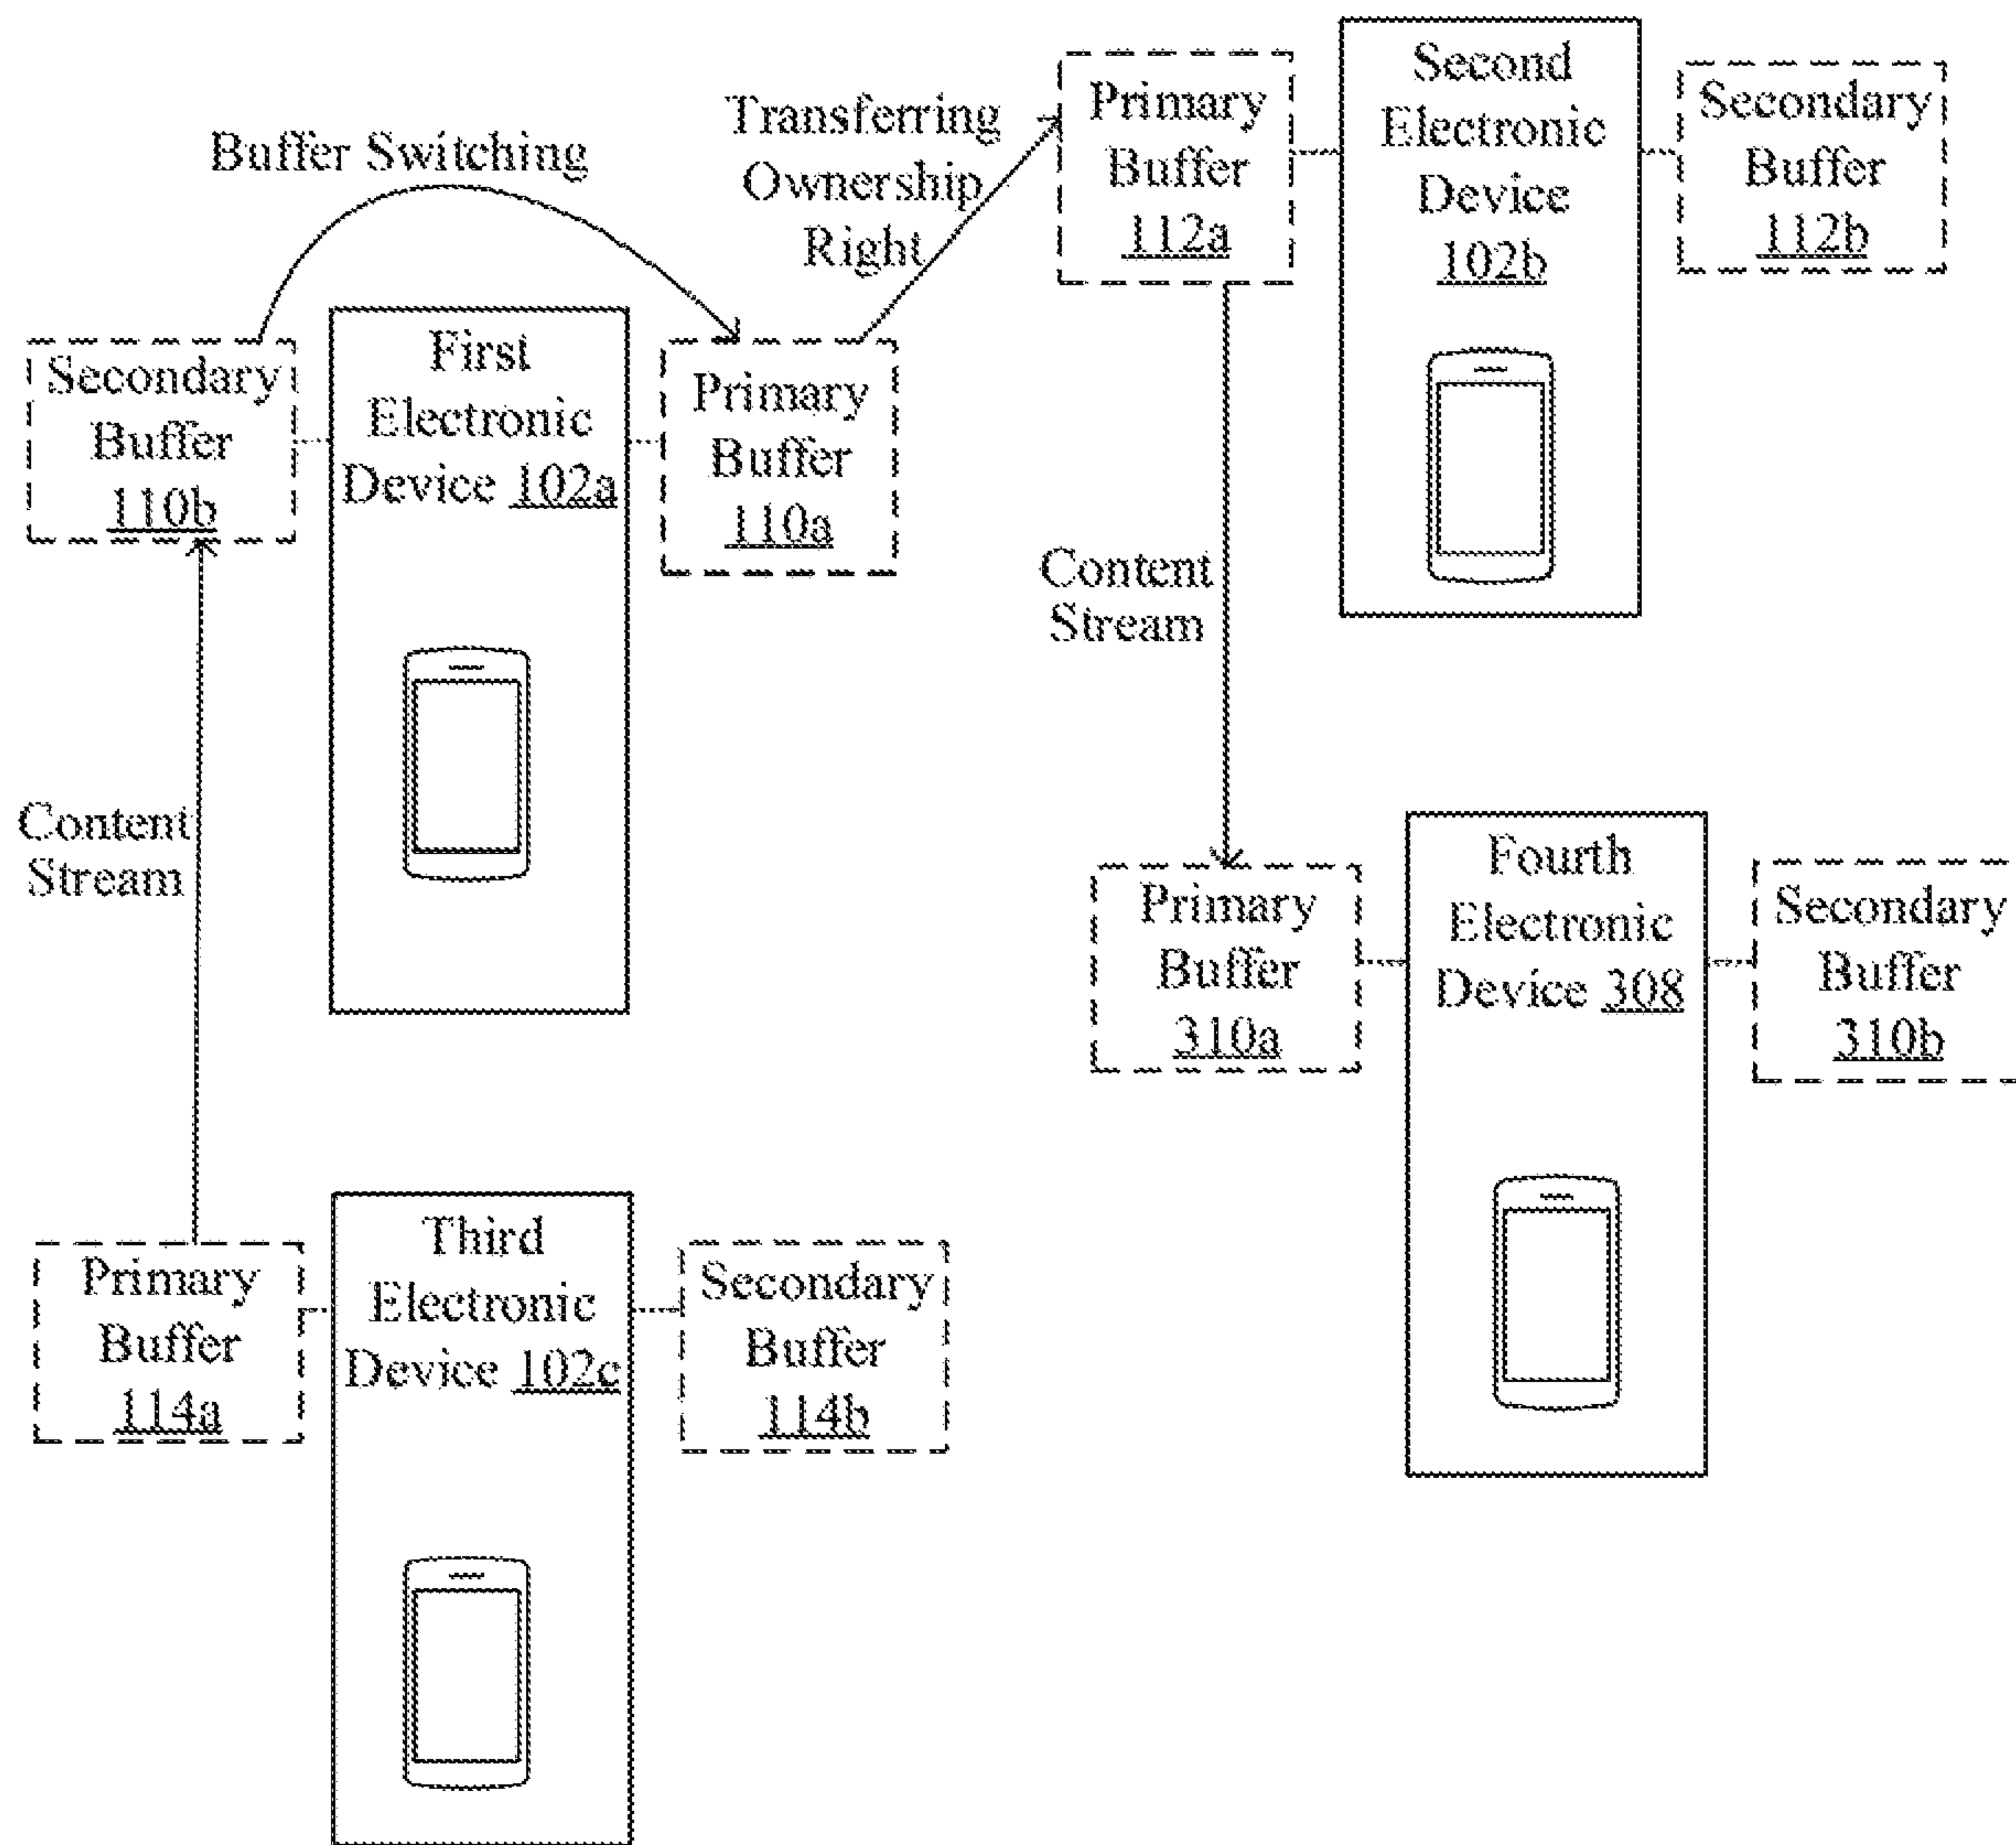 Buffer Switching
Transferring
Ownership
Right
Primary
Buffer
112a
Second
Electronic
Device
102b
Secondary
Buffer
112b
Secondary
Buffer
110b
First
Electronic
Device 102a
Primary
Buffer
110a
Content
Stream
Content
Stream
Primary
Buffer
310a
Fourth
Electronic
Device 308
Secondary
Buffer
310b
Primary
Buffer
114a
Third
Electronic
Device 102c
Secondary
Buffer
114b